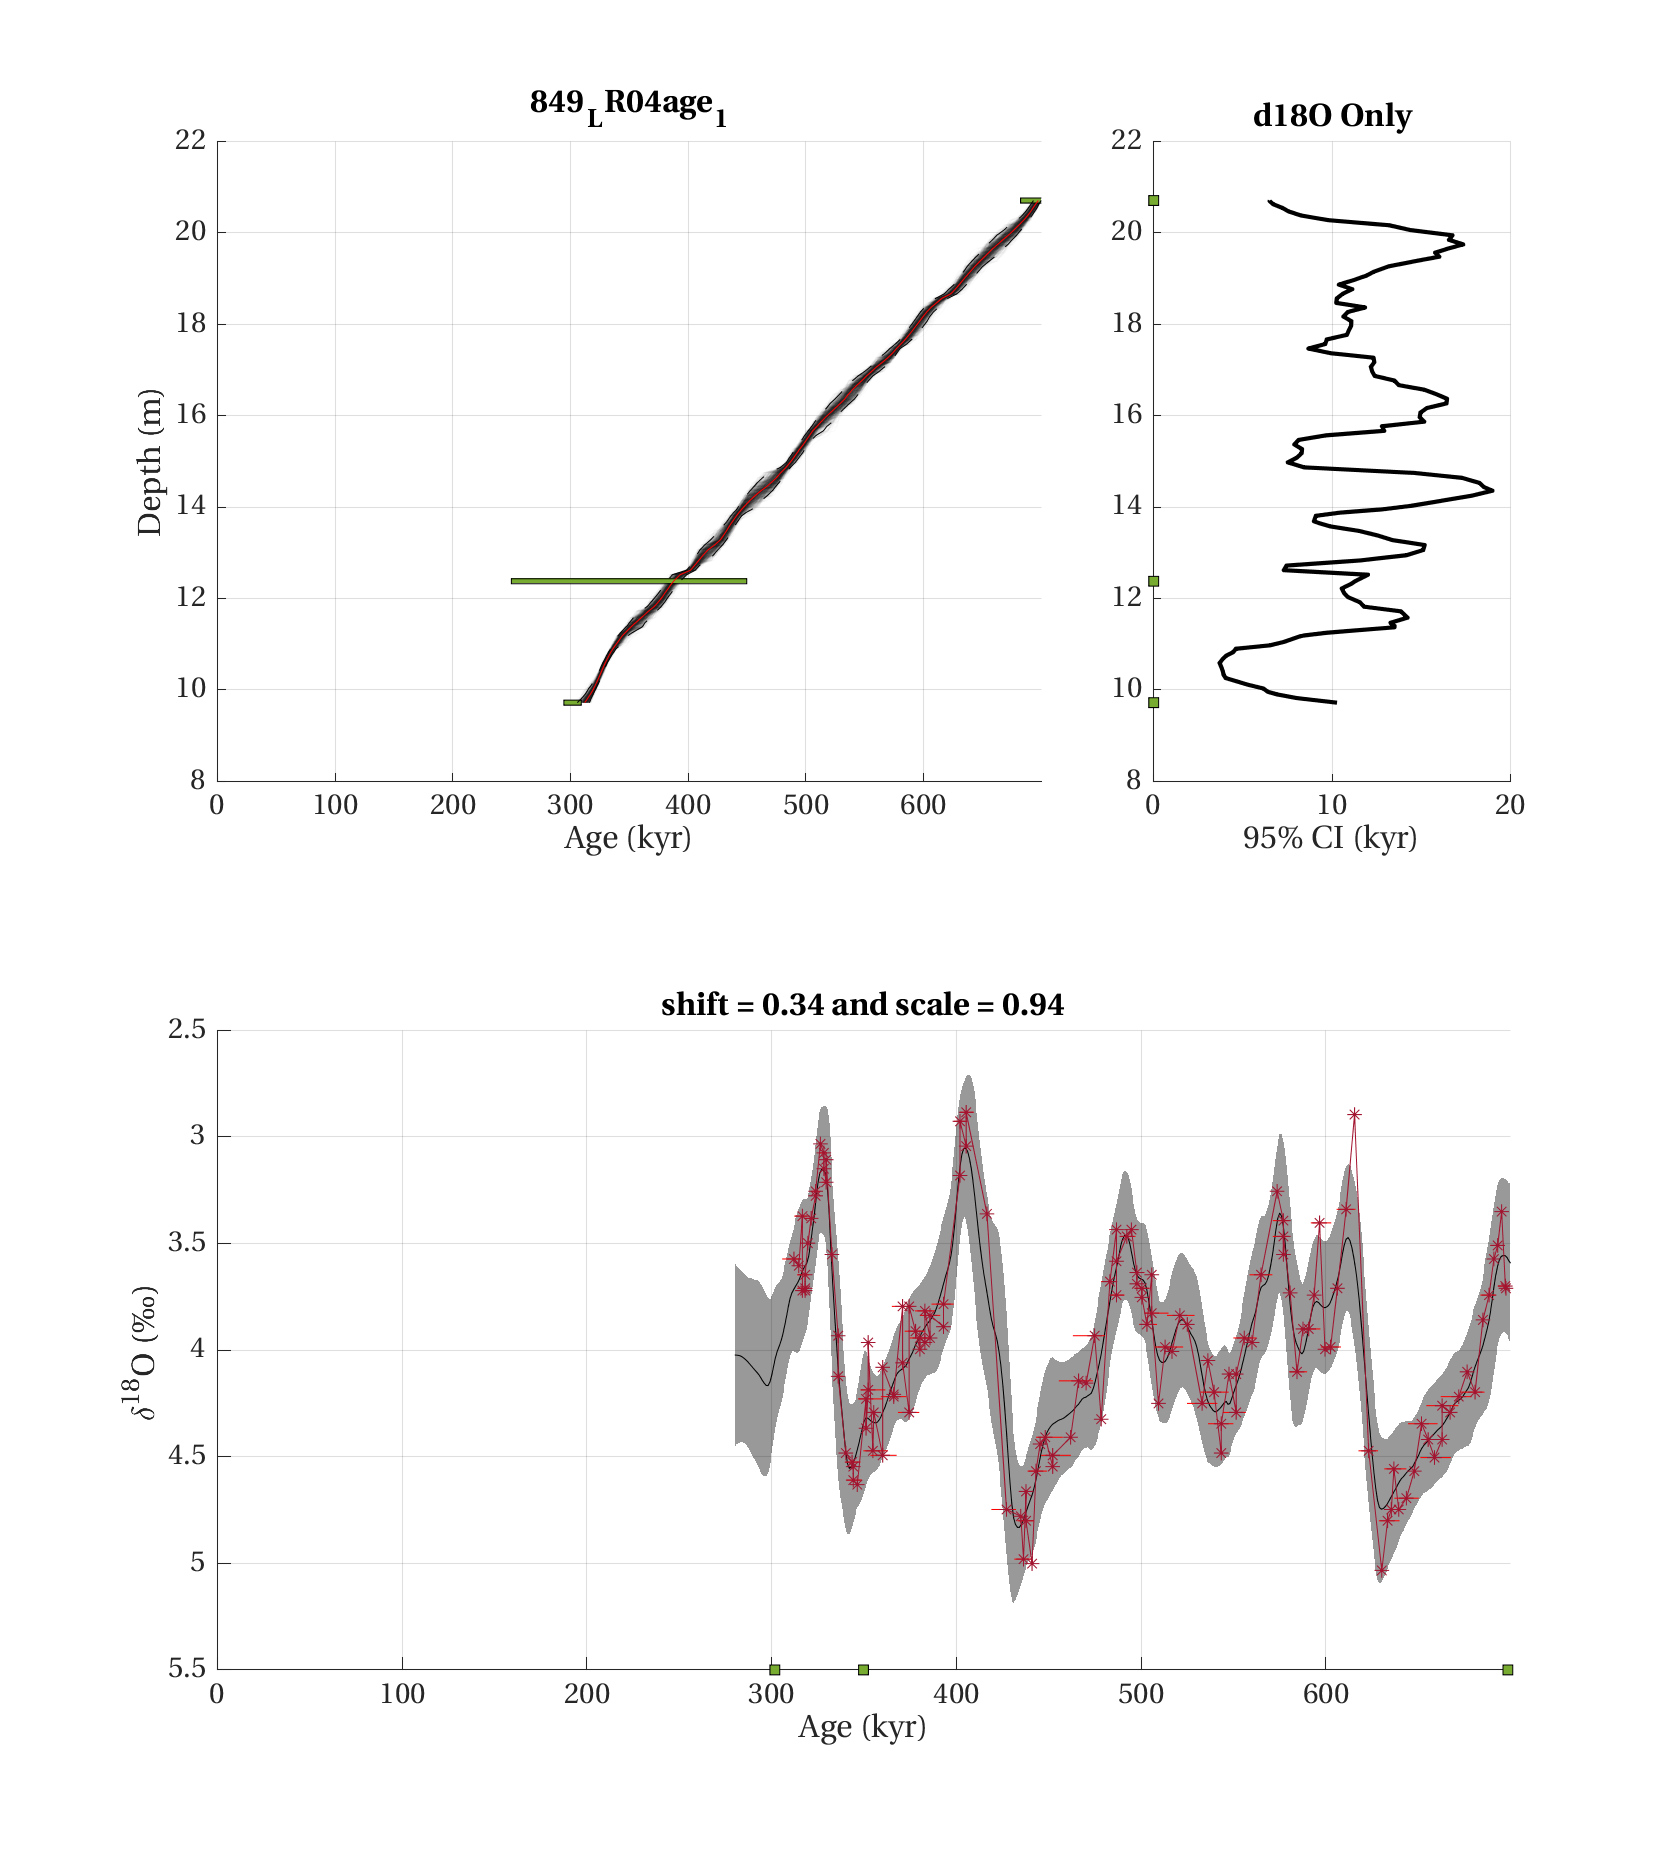 849LR04age1
d18O Only
22
20
18
16
14
12
10
8
Depth (m)
0 100 200 300 400 500 600
Age (kyr)
22
20
18
16
14
12
10
8
0 10 20
95% CI (kyr)
shift = 0.34 and scale = 0.94
2.5
3
3.5
4
4.5
5
5.5
δ18O (‰)
0 100 200 300 400 500 600
Age (kyr)